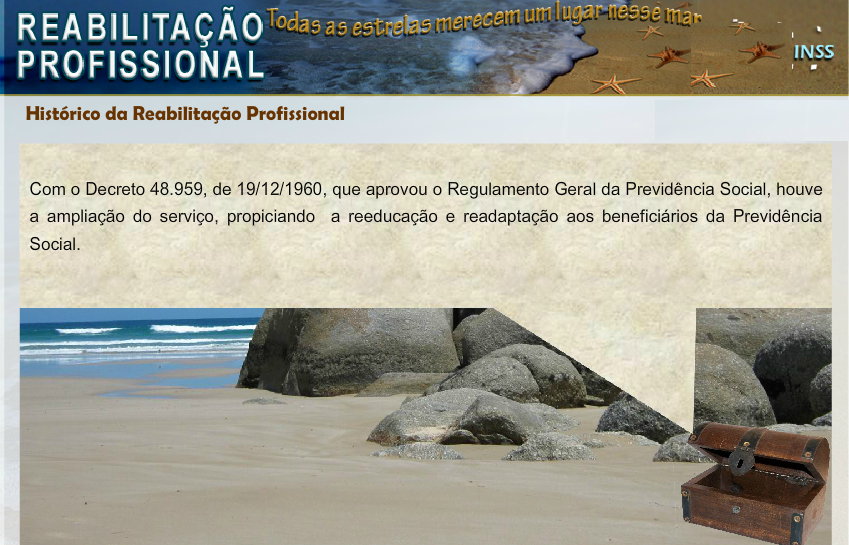 REABILITAÇÃO
PROFISSIONAL
Todas as estrelas merecem um lugar nesse mar
INSS
Histórico da Reabilitação Profissional
Com o Decreto 48.959, de 19/12/1960, que aprovou o Regulamento Geral da Previdência Social, houve
a ampliação do serviço, propiciando a reeducação e readaptação aos beneficiários da Previdência
Social.